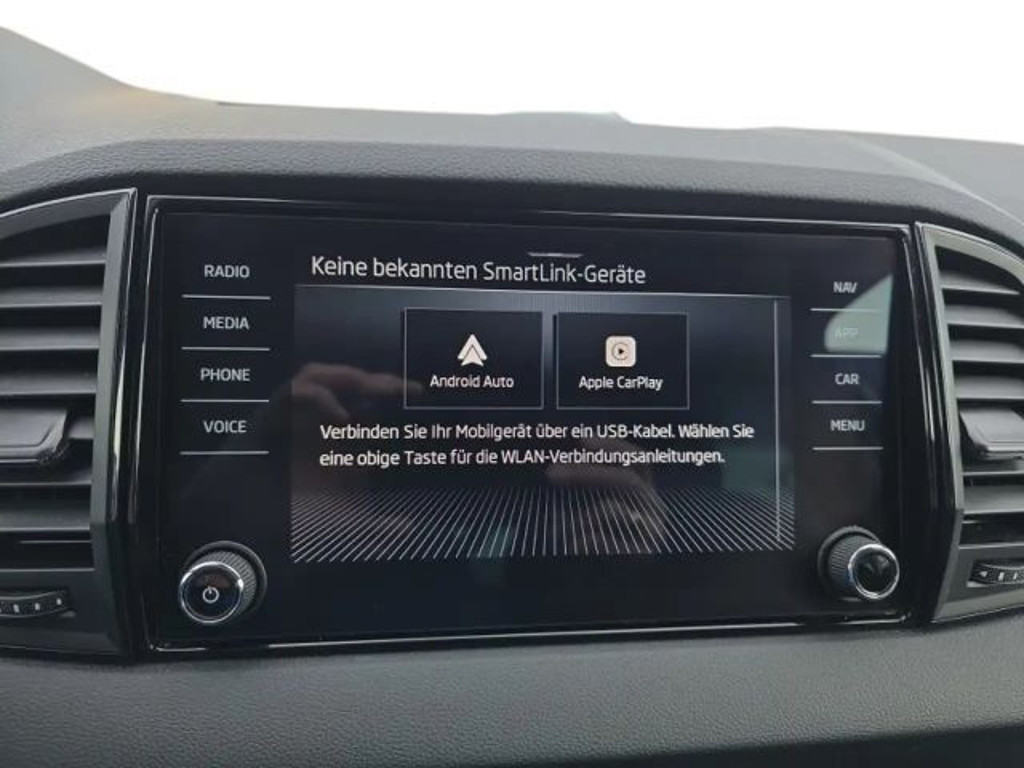 Keine bekannten SmartLink-Geräte
RADIO
MEDIA
PHONE
VOICE
Android Auto
Apple CarPlay
Verbinden Sie Ihr Mobilgerät über ein USB-Kabel. Wählen Sie
eine obige Taste für die WLAN-Verbindungsanleitungen.
NAV
APP
CAR
MENU